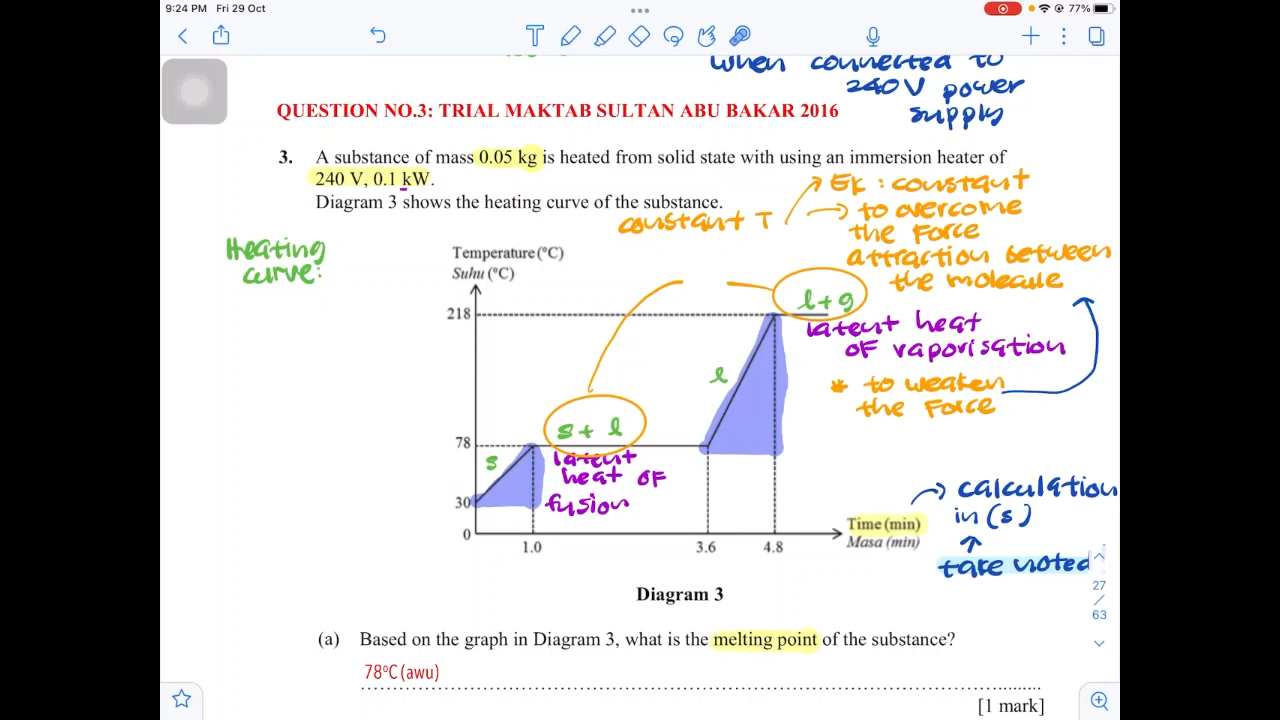 9:24 PM Fri 29 Oct
77%
when connected to
240V power
supply
QUESTION NO.3: TRIAL MAKTAB SULTAN ABU BAKAR 2016
3. A substance of mass 0.05 kg is heated from solid state with using an immersion heater of
240 V, 0.1 kW.
Diagram 3 shows the heating curve of the substance.
Ek : constant
constant T
to overcome
the Force
attraction between
the molecule
Heating
curve:
Temperature (°C)
Suhu (°C)
l + g
218
latent heat
of vaporisation
l
* to weaken
the Force
s + l
78
s
latent
heat of
fusion
30
0
1.0
3.6
4.8
Time (min)
Masa (min)
calculation
in (s)
take noted
27
/
63
Diagram 3
(a) Based on the graph in Diagram 3, what is the melting point of the substance?
78°C (awu)
[1 mark]